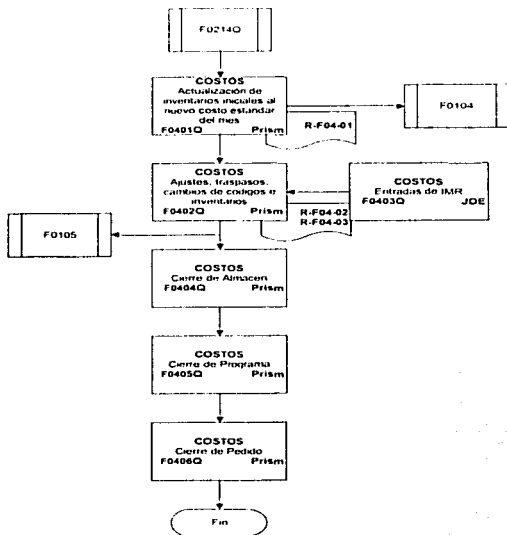 F0214Q
COSTOS
Actualización de
inventarios iniciales al
nuevo costo estándar
del mes
F0401Q Prism
R-F04-01
F0104
COSTOS
Ajustes, traspasos,
cambios de códigos e
inventarios
F0402Q Prism
R-F04-02
R-F04-03
COSTOS
Entradas de IMR
F0403Q JDE
F0105
COSTOS
Cierre de Almacen
F0404Q Prism
COSTOS
Cierre de Programa
F0405Q Prism
COSTOS
Cierre de Pedido
F0406Q Prism
Fin